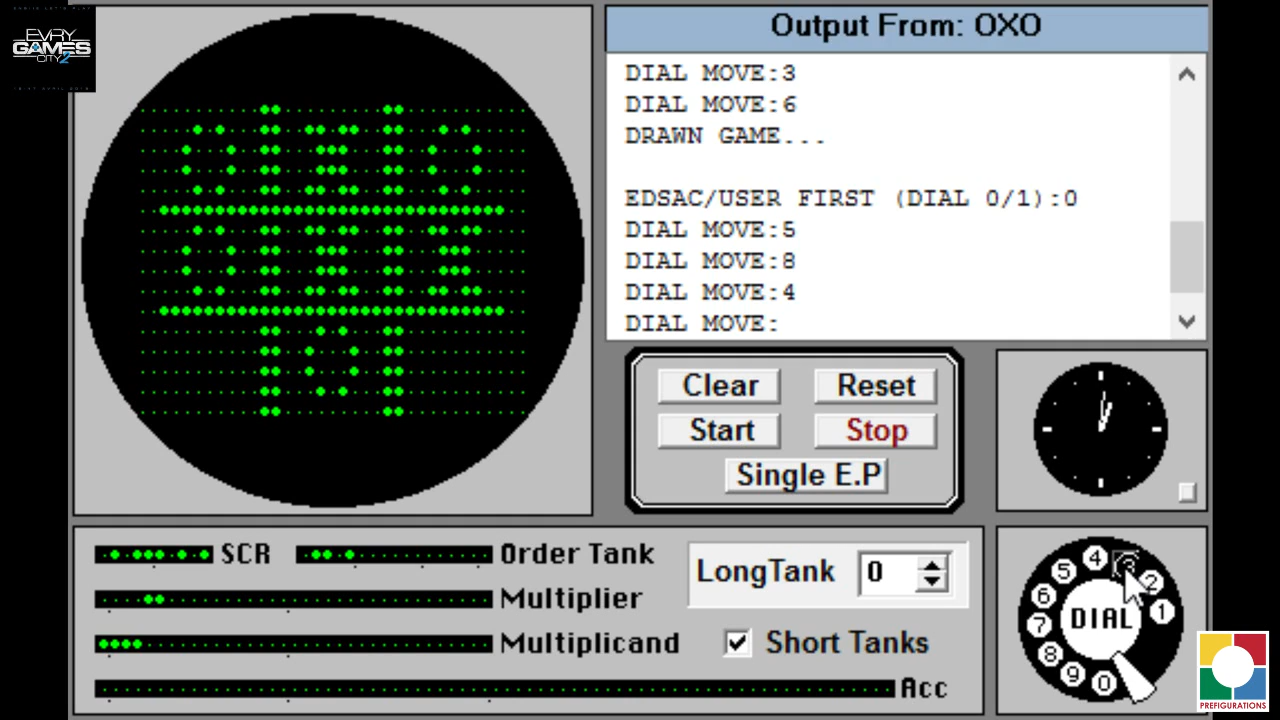 EVRY
GAMES
CITY 2
Output From: OXO
DIAL MOVE:3
DIAL MOVE:6
DRAWN GAME...
EDSAC/USER FIRST (DIAL 0/1):0
DIAL MOVE:5
DIAL MOVE:8
DIAL MOVE:4
DIAL MOVE:
Clear Reset
Start Stop
Single E.P
SCR Order Tank
LongTank 0
Multiplier
Multiplicand
Short Tanks
Acc
4
5 2
6 1
7 DIAL
8
9 0
PREFIGURATIONS